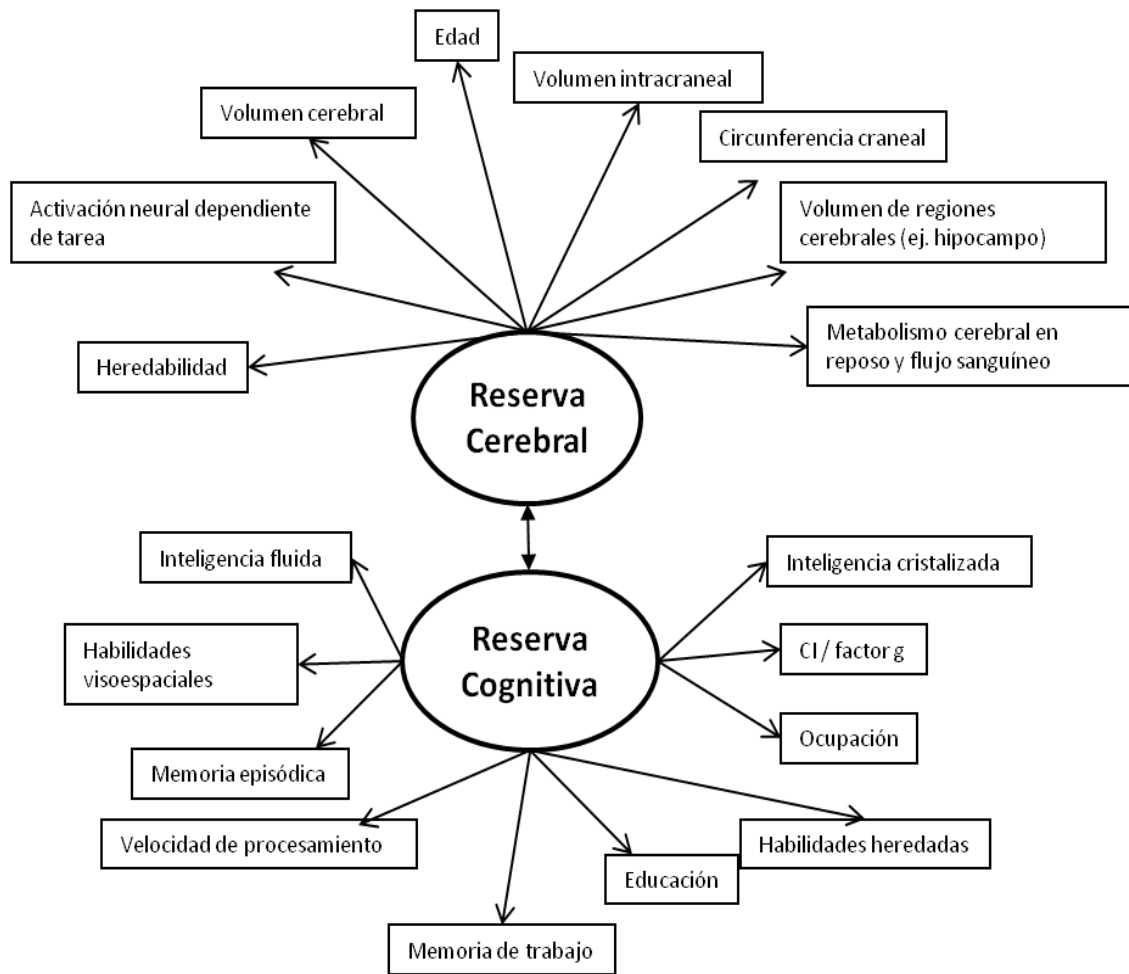 Edad
Volumen intracraneal
Volumen cerebral
Circunferencia craneal
Activación neural dependiente
de tarea
Volumen de regiones
cerebrales (ej. hipocampo)
Metabolismo cerebral en
reposo y flujo sanguíneo
Heredabilidad
Reserva
Cerebral
Inteligencia fluida
Inteligencia cristalizada
Habilidades
visoespaciales
Reserva
Cognitiva
CI / factor g
Ocupación
Memoria episódica
Velocidad de procesamiento
Habilidades heredadas
Educación
Memoria de trabajo